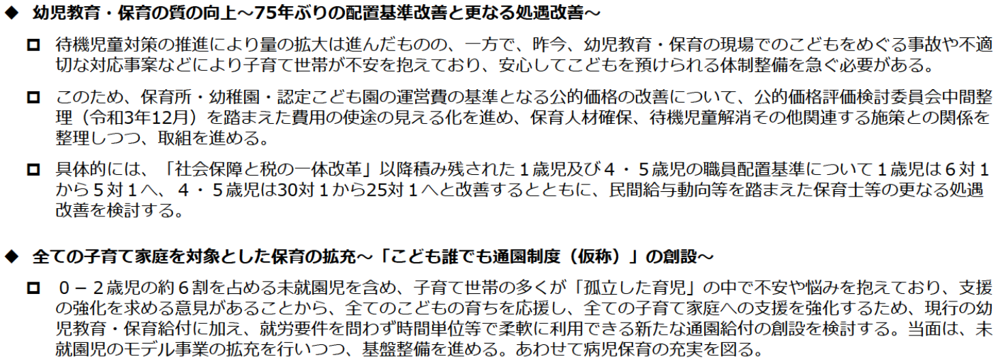 ◆ 幼児教育・保育の質の向上～75年ぶりの配置基準改善と更なる処遇改善～
□ 待機児童対策の推進により量の拡大は進んだものの、一方で、昨今、幼児教育・保育の現場でのこどもをめぐる事故や不適
切な対応事案などにより子育て世帯が不安を抱えており、安心してこどもを預けられる体制整備を急ぐ必要がある。
□ このため、保育所・幼稚園・認定こども園の運営費の基準となる公的価格の改善について、公的価格評価検討委員会中間整
理（令和3年12月）を踏まえた費用の使途の見える化を進め、保育人材確保、待機児童解消その他関連する施策との関係を
整理しつつ、取組を進める。
□ 具体的には、「社会保障と税の一体改革」以降積み残された１歳児及び４・５歳児の職員配置基準について１歳児は６対１
から５対１へ、４・５歳児は30対１から25対１へと改善するとともに、民間給与動向等を踏まえた保育士等の更なる処遇
改善を検討する。
◆ 全ての子育て家庭を対象とした保育の拡充～「こども誰でも通園制度（仮称）」の創設～
□ ０－２歳児の約６割を占める未就園児を含め、子育て世帯の多くが「孤立した育児」の中で不安や悩みを抱えており、支援
の強化を求める意見があることから、全てのこどもの育ちを応援し、全ての子育て家庭への支援を強化するため、現行の幼
児教育・保育給付に加え、就労要件を問わず時間単位等で柔軟に利用できる新たな通園給付の創設を検討する。当面は、未
就園児のモデル事業の拡充を行いつつ、基盤整備を進める。あわせて病児保育の充実を図る。